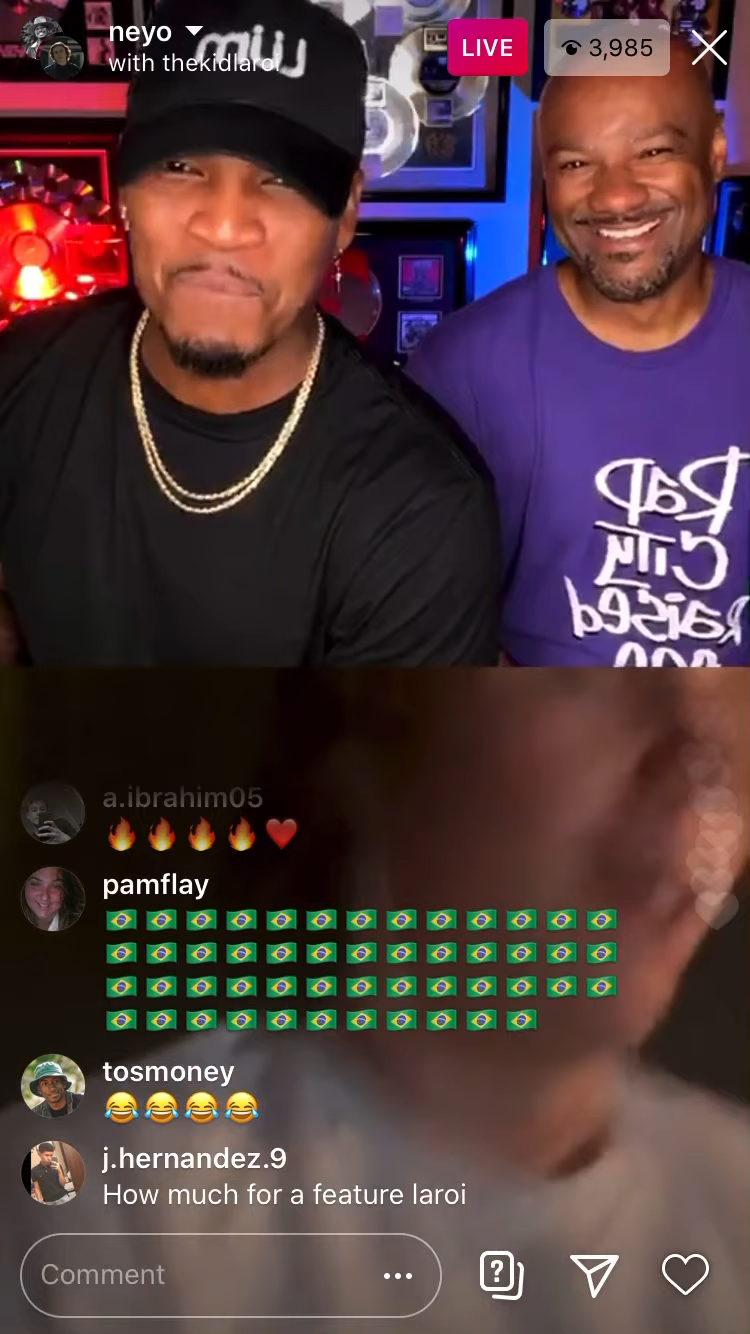 neyo
with thekidlaroi
LIVE
3,985
Rap
City
Raised
a.ibrahim05
🔥🔥🔥🔥❤️
pamflay
🇧🇷🇧🇷🇧🇷🇧🇷🇧🇷🇧🇷🇧🇷🇧🇷🇧🇷🇧🇷🇧🇷🇧🇷🇧🇷
🇧🇷🇧🇷🇧🇷🇧🇷🇧🇷🇧🇷🇧🇷🇧🇷🇧🇷🇧🇷🇧🇷🇧🇷🇧🇷
🇧🇷🇧🇷🇧🇷🇧🇷🇧🇷🇧🇷🇧🇷🇧🇷🇧🇷🇧🇷🇧🇷🇧🇷🇧🇷
🇧🇷🇧🇷🇧🇷🇧🇷🇧🇷🇧🇷🇧🇷🇧🇷🇧🇷🇧🇷🇧🇷
tosmoney
😂😂😂😂
j.hernandez.9
How much for a feature laroi
Comment